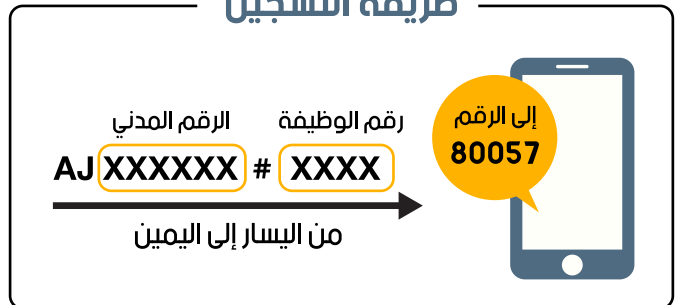 طريقة التسجيل
إلى الرقم
80057
رقم الوظيفة
الرقم المدني
AJ XXXXXX # XXXX
من اليسار إلى اليمين